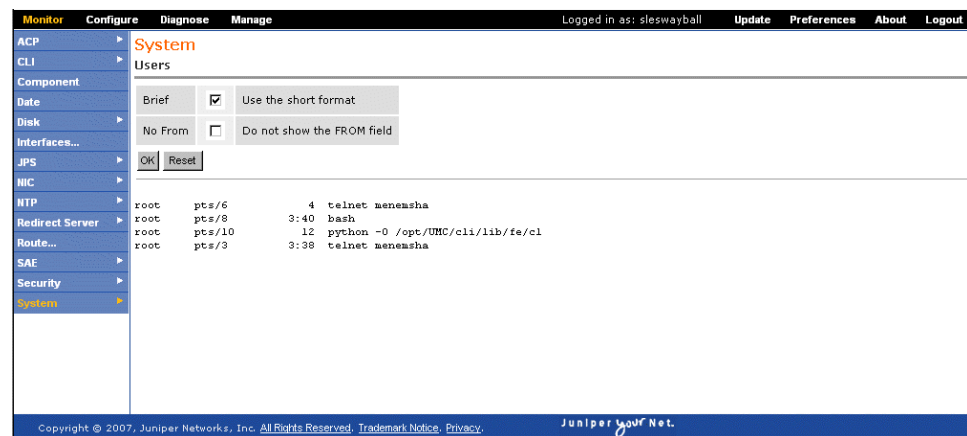 Monitor Configure Diagnose Manage Logged in as: sleswayball Update Preferences About Logout
ACP
CLI
Component
Date
Disk
Interfaces...
JPS
NIC
NTP
Redirect Server
Route...
SAE
Security
System
System
Users
Brief Use the short format
No From Do not show the FROM field
OK Reset
root pts/6 4 telnet menemsha
root pts/8 3:40 bash
root pts/10 12 python -O /opt/UMC/cli/lib/fe/cl
root pts/3 3:38 telnet menemsha
Copyright © 2007, Juniper Networks, Inc. All Rights Reserved. Trademark Notice. Privacy. Juniper your Net.